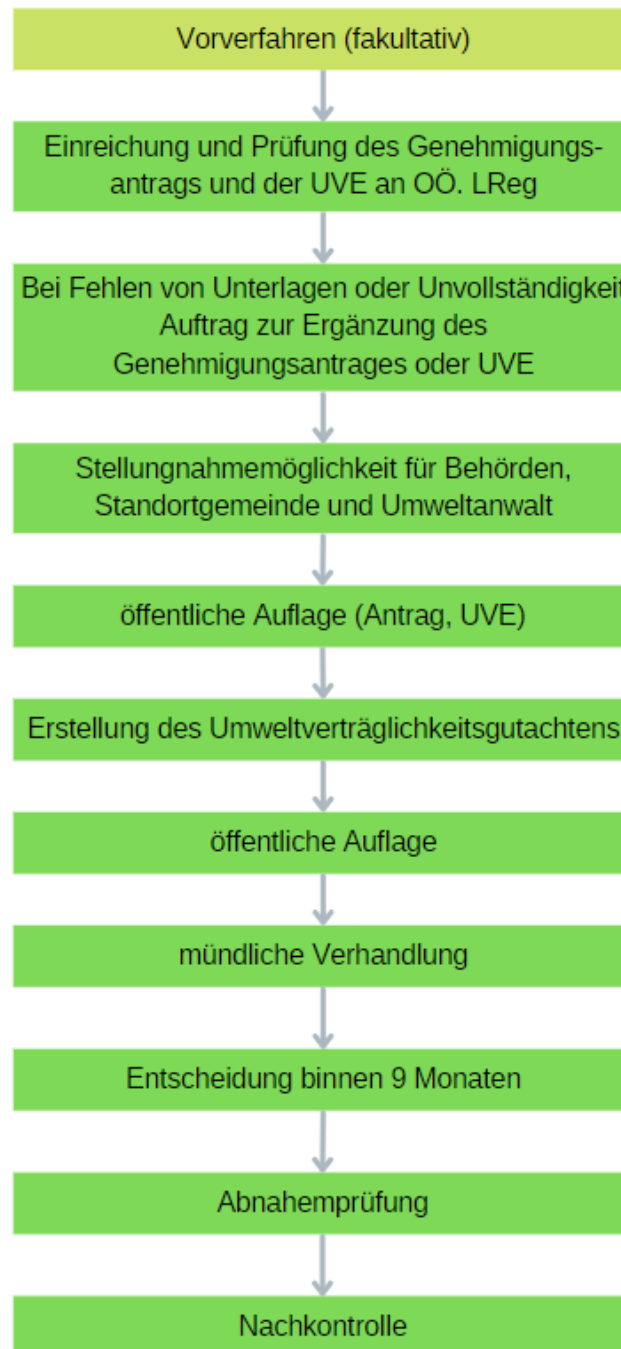 Vorverfahren (fakultativ)
Einreichung und Prüfung des Genehmigungs-
antrags und der UVE an OÖ. LReg
Bei Fehlen von Unterlagen oder Unvollständigkeit
Auftrag zur Ergänzung des
Genehmigungsantrages oder UVE
Stellungnahmemöglichkeit für Behörden,
Standortgemeinde und Umweltanwalt
öffentliche Auflage (Antrag, UVE)
Erstellung des Umweltverträglichkeitsgutachtens
öffentliche Auflage
mündliche Verhandlung
Entscheidung binnen 9 Monaten
Abnahemprüfung
Nachkontrolle